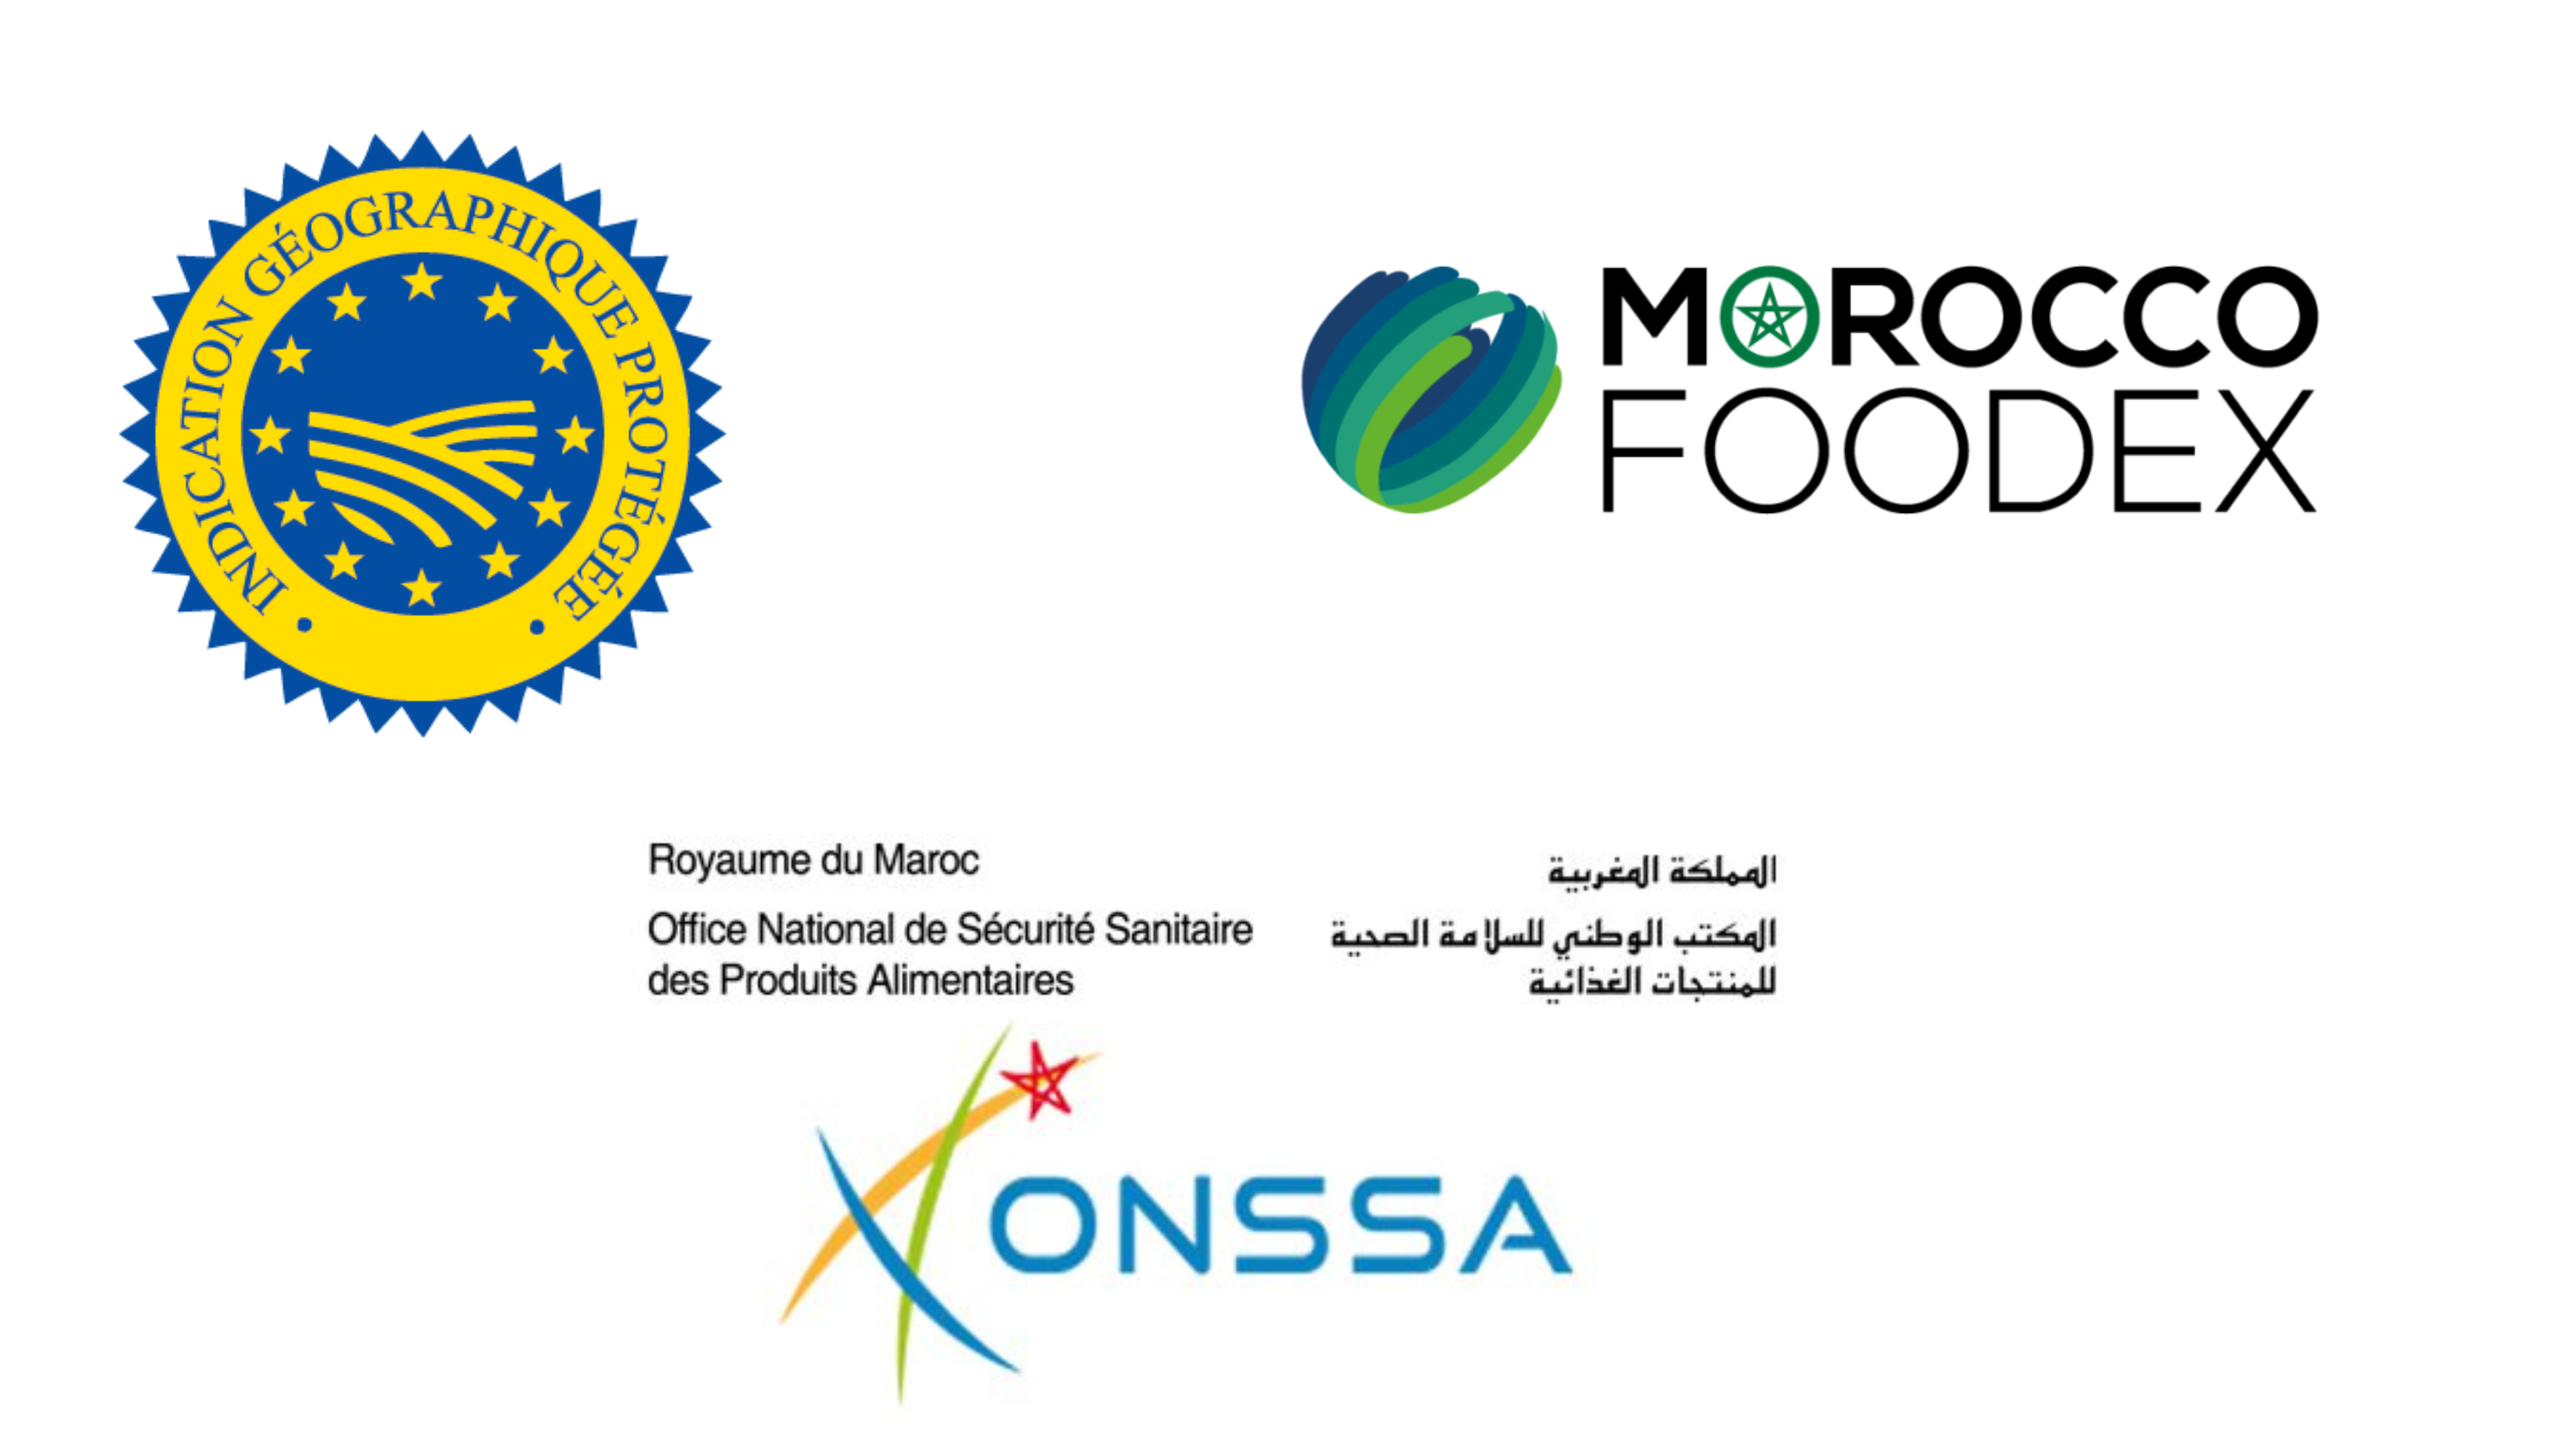 INDICATION GÉOGRAPHIQUE PROTÉGÉE
MOROCCO
FOODEX
Royaume du Maroc
المملكة المغربية
Office National de Sécurité Sanitaire
المكتب الوطني للسلامة الصحية
des Produits Alimentaires
للمنتجات الغذائية
ONSSA